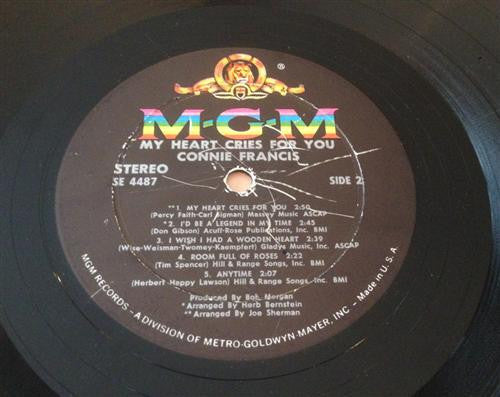 ®
M-G-M
MY HEART CRIES FOR YOU
CONNIE FRANCIS
STEREO
SE 4487
SIDE 2
**1. MY HEART CRIES FOR YOU 2:50
(Percy Faith-Carl Sigman) Massey Music ASCAP
*2. I'D BE A LEGEND IN MY TIME 2:45
(Don Gibson) Acuff-Rose Publications, Inc. BMI
3. I WISH I HAD A WOODEN HEART 2:39
(Wise-Weisman-Twomey-Kaempfert) Gladys Music, Inc. ASCAP
4. ROOM FULL OF ROSES 2:22
(Tim Spencer) Hill & Range Songs, Inc. BMI
5. ANYTIME 2:07
(Herbert Happy Lawson) Hill & Range Songs, Inc. BMI
Produced By Bob Morgan
*Arranged By Herb Bernstein
**Arranged By Joe Sherman
MGM RECORDS - A DIVISION OF METRO-GOLDWYN-MAYER, INC - Made in U.S.A.